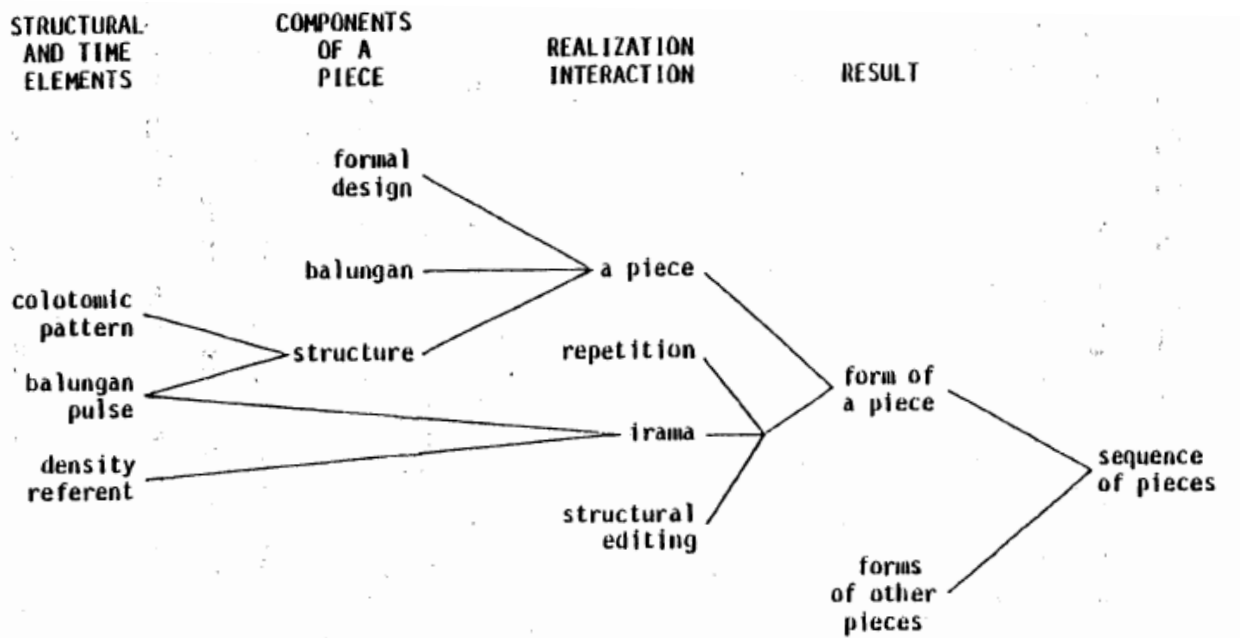 STRUCTURAL
AND TIME
ELEMENTS
COMPONENTS
OF A
PIECE
REALIZATION
INTERACTION
RESULT
formal
design
balungan
a piece
colotomic
pattern
structure
repetition
balungan
pulse
form of
a piece
irama
density
referent
sequence
of pieces
structural
editing
forms
of other
pieces